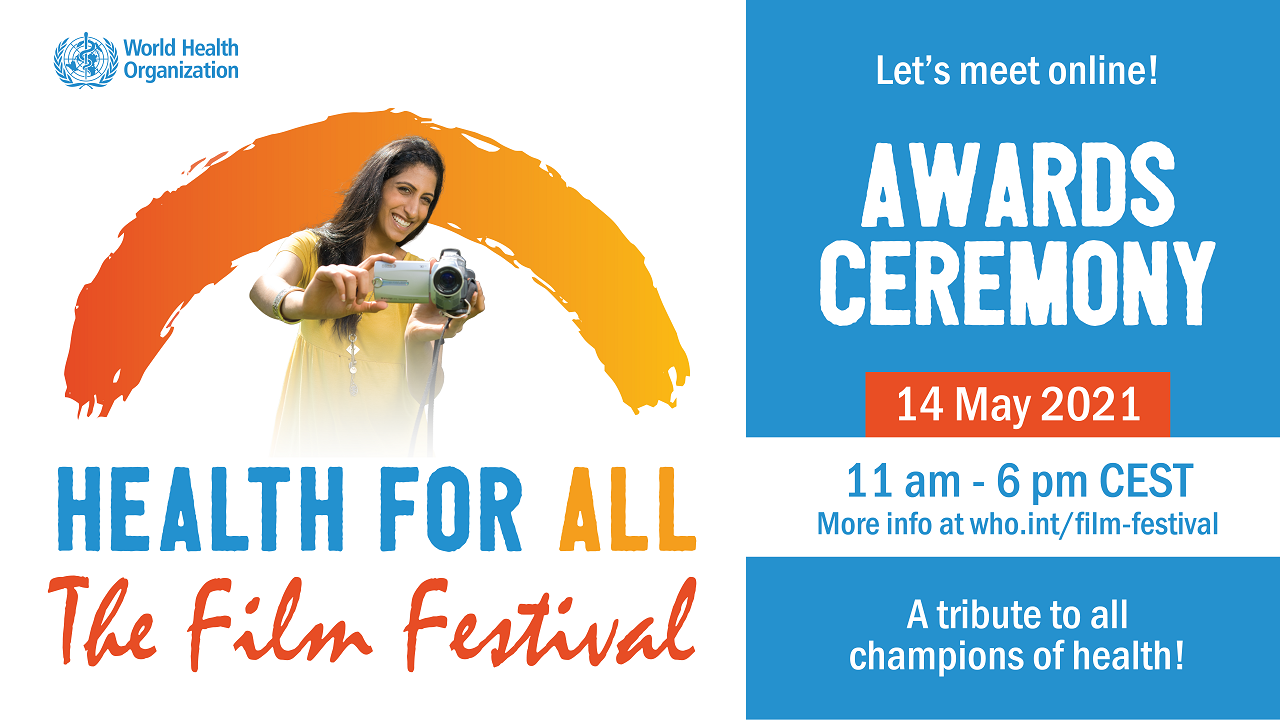 World Health
Organization
HEALTH FOR ALL
The Film Festival
Let's meet online!
AWARDS
CEREMONY
14 May 2021
11 am - 6 pm CEST
More info at who.int/film-festival
A tribute to all
champions of health!